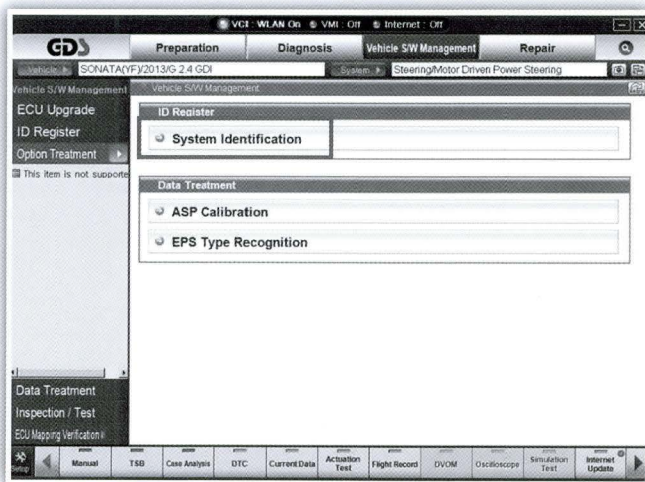 VCI : WLAN On VMI : Off Internet : Off
GDS Preparation Diagnosis Vehicle S/W Management Repair
Vehicle SONATA(YF)/2013/G 2.4 GDI System Steering/Motor Driven Power Steering
Vehicle S/W Management
Vehicle S/W Management
ECU Upgrade
ID Register
Option Treatment
This item is not supporte
ID Register
System Identification
Data Treatment
ASP Calibration
EPS Type Recognition
Data Treatment
Inspection / Test
ECU Mapping Verification
Setup Manual TSB Case Analysis DTC Current Data Actuation Test Flight Record DVOM Oscilloscope Simulation Test Internet Update